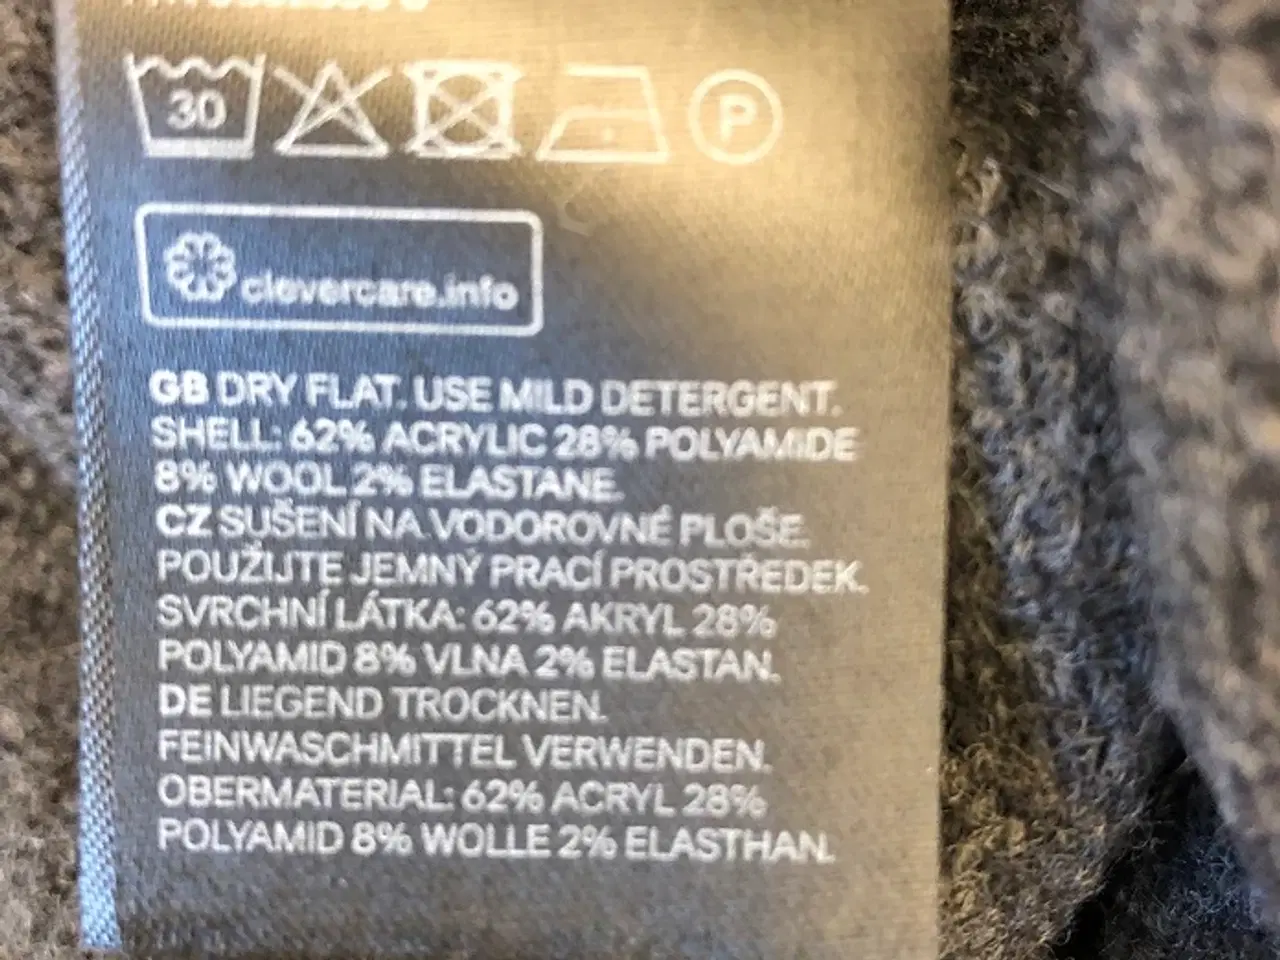 30
P
clevercare.info
GB DRY FLAT. USE MILD DETERGENT.
SHELL: 62% ACRYLIC 28% POLYAMIDE
8% WOOL 2% ELASTANE.
CZ SUŠENÍ NA VODOROVNÉ PLOŠE.
POUŽIJTE JEMNÝ PRACÍ PROSTŘEDEK.
SVRCHNÍ LÁTKA: 62% AKRYL 28%
POLYAMID 8% VLNA 2% ELASTAN.
DE LIEGEND TROCKNEN.
FEINWASCHMITTEL VERWENDEN.
OBERMATERIAL: 62% ACRYL 28%
POLYAMID 8% WOLLE 2% ELASTHAN.